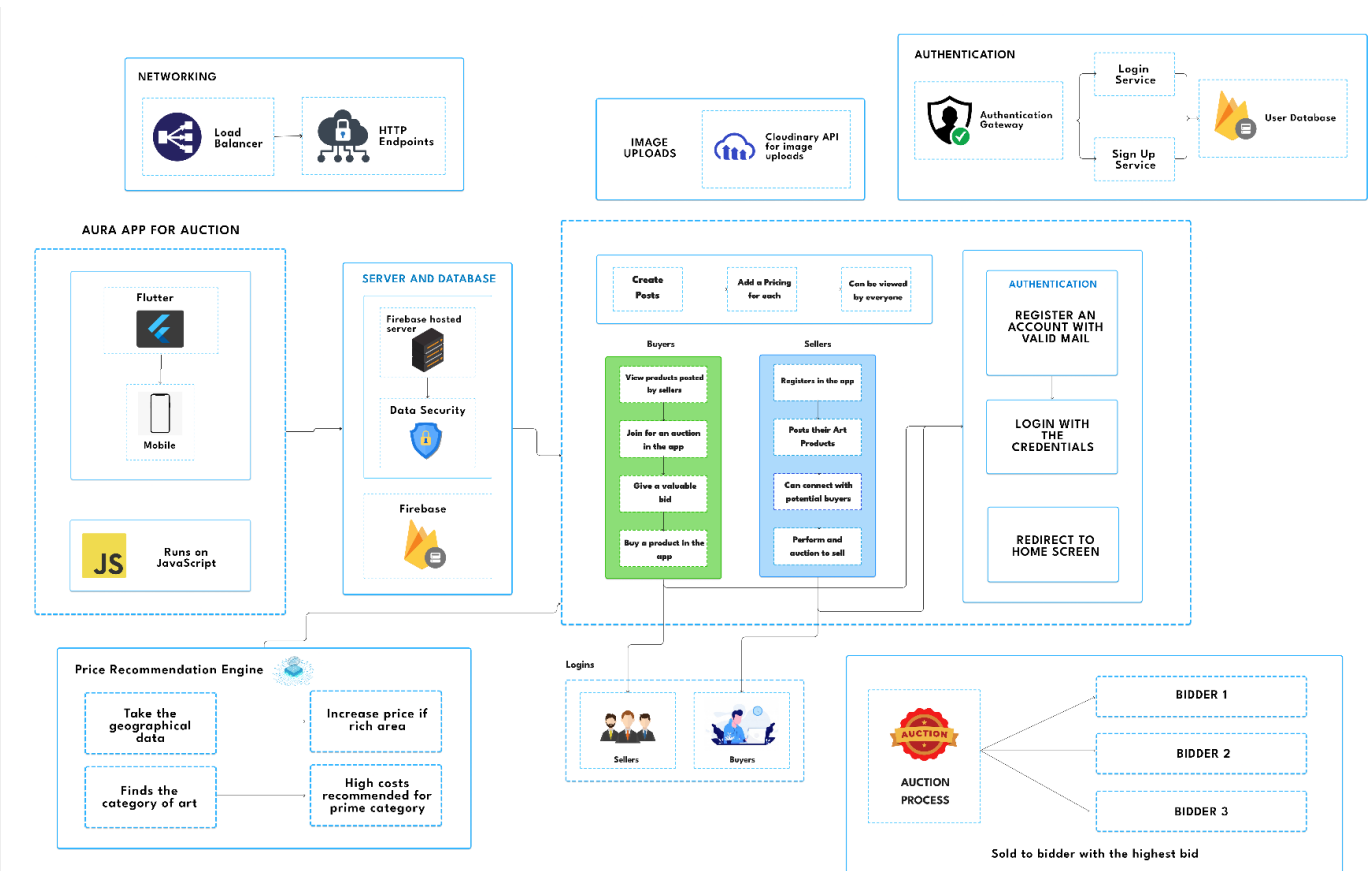 NETWORKING
Load
Balancer
HTTP
Endpoints
IMAGE
UPLOADS
Cloudinary API
for image
uploads
AUTHENTICATION
Authentication
Gateway
Login
Service
Sign Up
Service
User Database
AURA APP FOR AUCTION
Flutter
Mobile
JS
Runs on
JavaScript
SERVER AND DATABASE
Firebase hosted
server
Data Security
Firebase
Create
Posts
Add a Pricing
for each
Can be viewed
by everyone
Buyers
View products posted
by sellers
Join for an auction
in the app
Give a valuable
bid
Buy a product in the
app
Sellers
Registers in the app
Posts their Art
Products
Can connect with
potential buyers
Perform and
auction to sell
AUTHENTICATION
REGISTER AN
ACCOUNT WITH
VALID MAIL
LOGIN WITH
THE
CREDENTIALS
REDIRECT TO
HOME SCREEN
Price Recommendation Engine
Take the
geographical
data
Increase price if
rich area
Finds the
category of art
High costs
recommended for
prime category
Logins
Sellers
Buyers
AUCTION
AUCTION
PROCESS
BIDDER 1
BIDDER 2
BIDDER 3
Sold to bidder with the highest bid